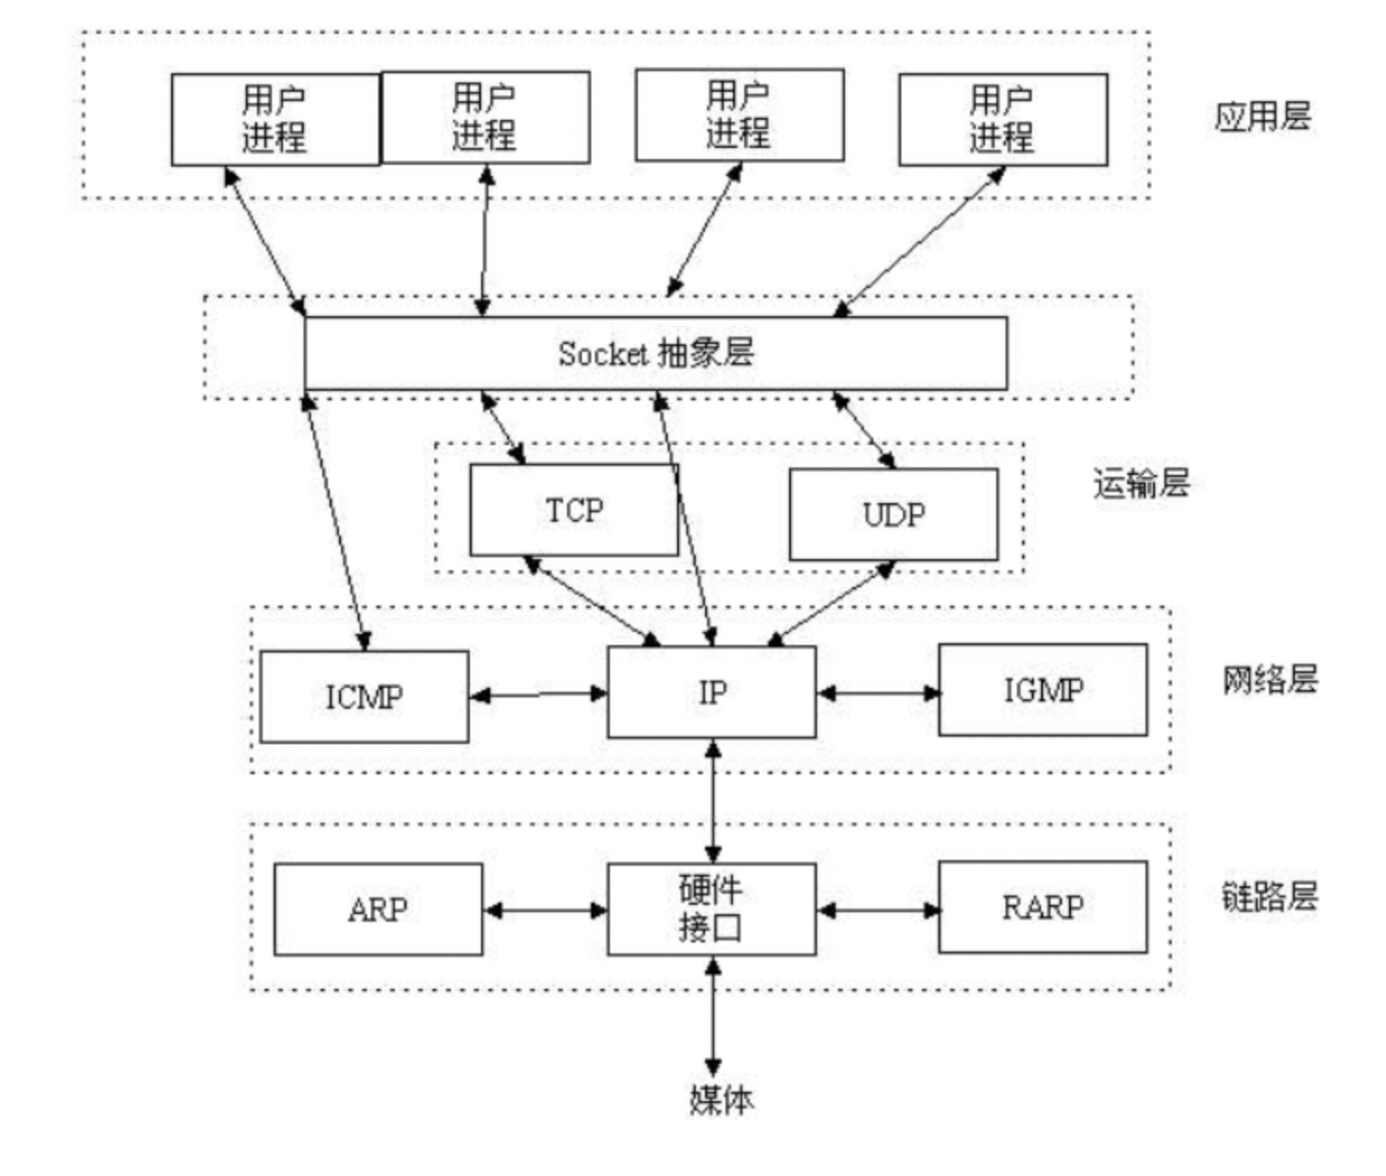 用户
进程
用户
进程
用户
进程
用户
进程
应用层
Socket 抽象层
TCP
UDP
运输层
ICMP
IP
IGMP
网络层
ARP
硬件
接口
RARP
链路层
媒体